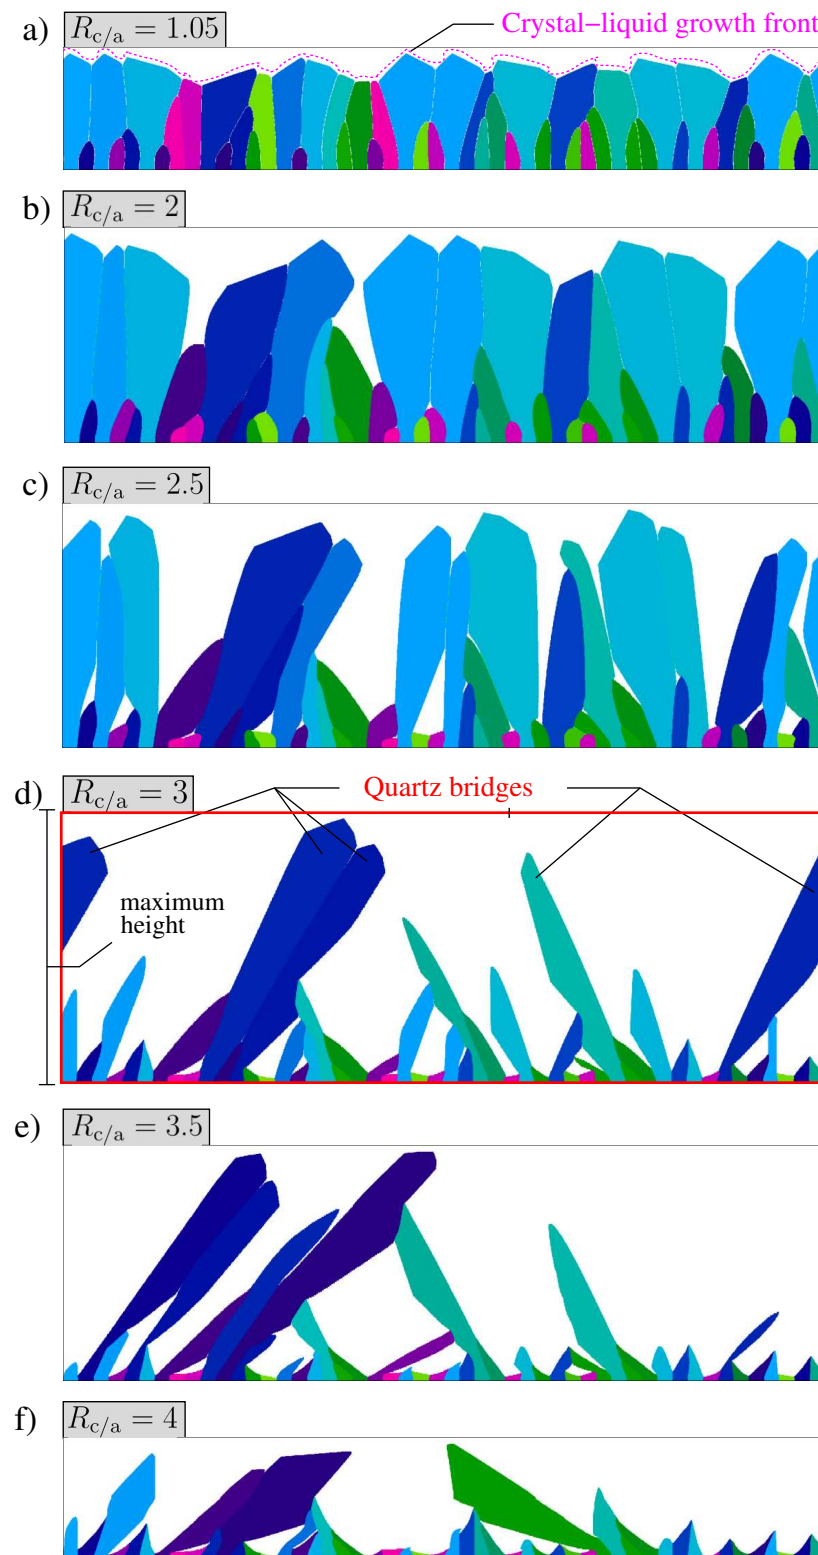 a) R_c/a = 1.05
Crystal–liquid growth front
b) R_c/a = 2
c) R_c/a = 2.5
d) R_c/a = 3
Quartz bridges
maximum
height
e) R_c/a = 3.5
f) R_c/a = 4